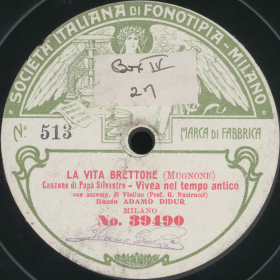 SOCIETÀ ITALIANA DI FONOTIPIA - MILANO
Box IV
27
No 513
MARCA DI FABBRICA
LA VITA BRETTONE (MUGNONE)
Canzone di Papà Silvestro - Vivea nel tempo antico
con accomp. di Violino (Prof. G. Nastrucci)
Basso ADAMO DIDUR
MILANO
No. 39490